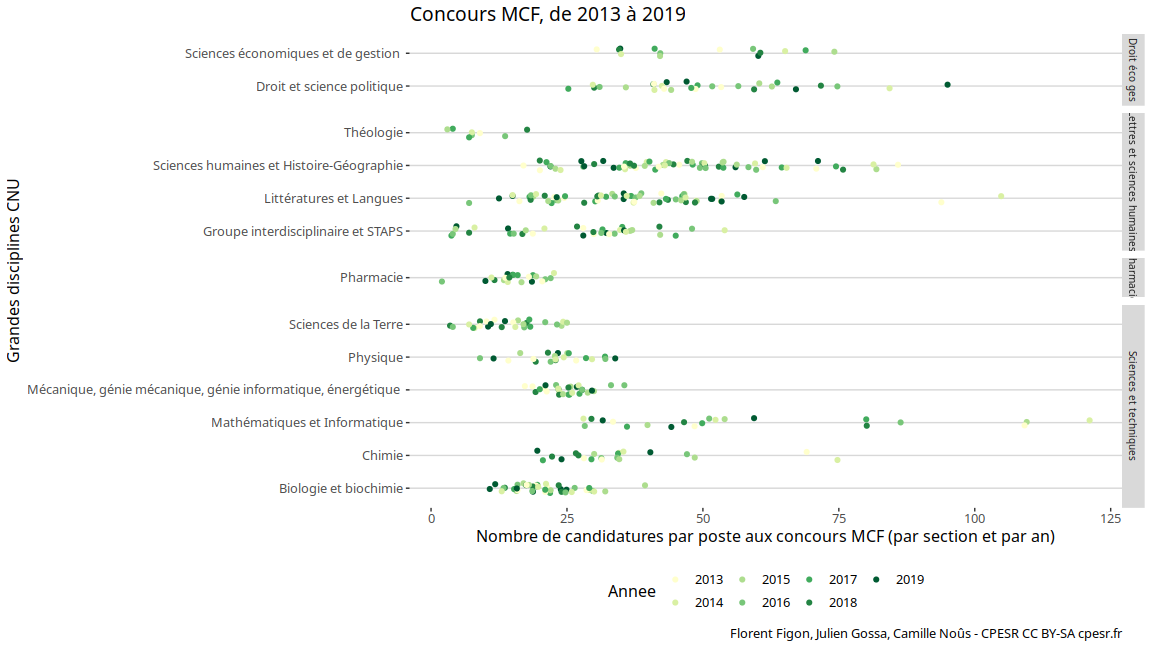 Concours MCF, de 2013 à 2019
Grandes disciplines CNU
Sciences économiques et de gestion
Droit et science politique
Droit éco ges
Théologie
Sciences humaines et Histoire-Géographie
Littératures et Langues
Groupe interdisciplinaire et STAPS
ettres et sciences humaines
Pharmacie
harmaci
Sciences de la Terre
Physique
Mécanique, génie mécanique, génie informatique, énergétique
Mathématiques et Informatique
Chimie
Biologie et biochimie
Sciences et techniques
0 25 50 75 100 125
Nombre de candidatures par poste aux concours MCF (par section et par an)
Annee
2013 2015 2017 2019
2014 2016 2018
Florent Figon, Julien Gossa, Camille Noûs - CPESR CC BY-SA cpesr.fr